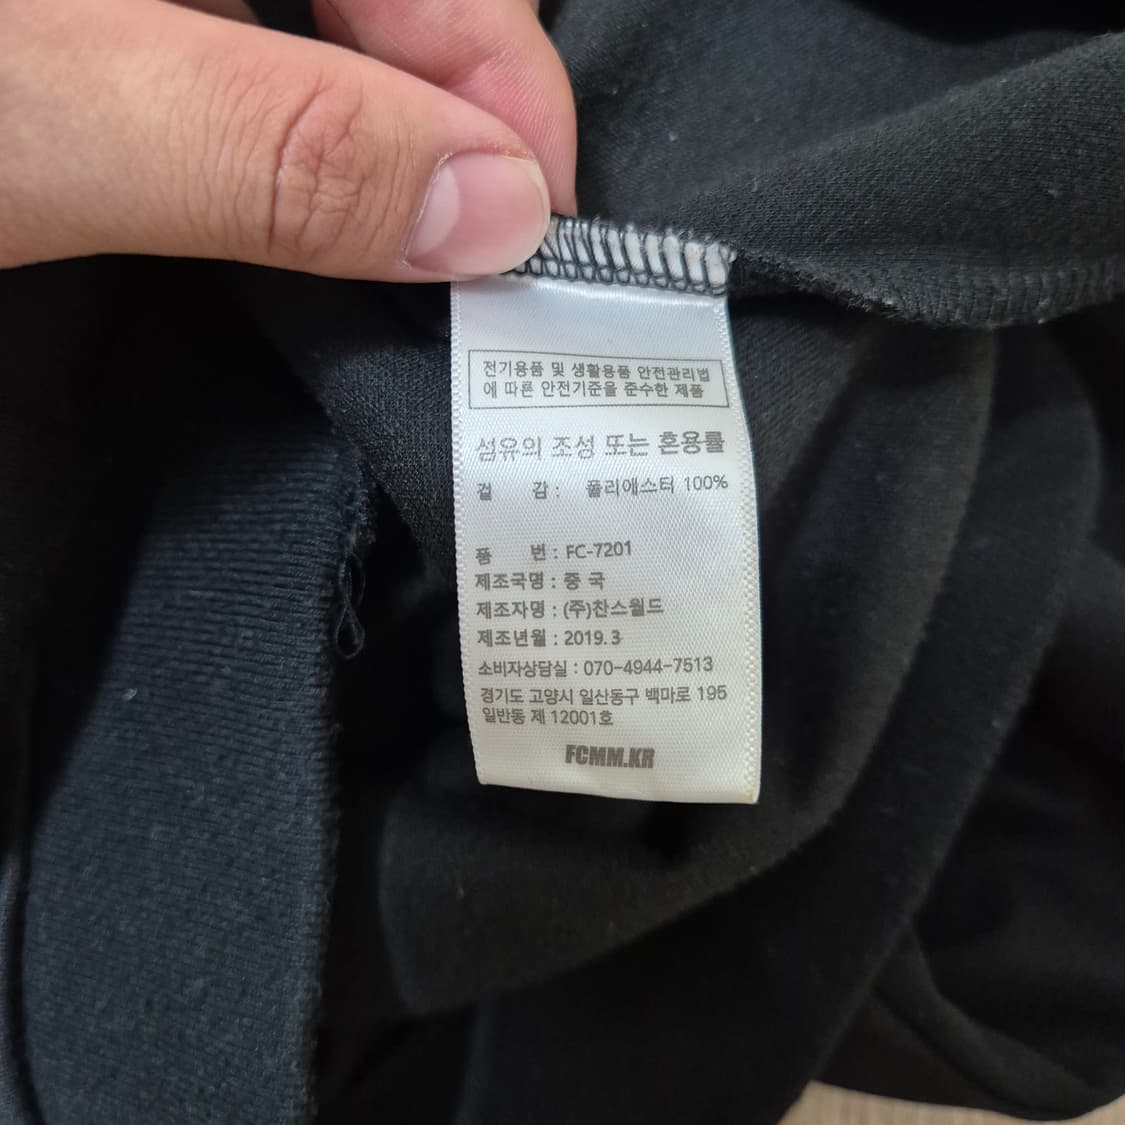 전기용품 및 생활용품 안전관리법
에 따른 안전기준을 준수한 제품
섬유의 조성 또는 혼용률
겉 감 : 폴리에스터 100%
품 번 : FC-7201
제조국명 : 중 국
제조자명 : (주)찬스월드
제조년월 : 2019.3
소비자상담실 : 070-4944-7513
경기도 고양시 일산동구 백마로 195
일반동 제 12001호
FCMM.KR